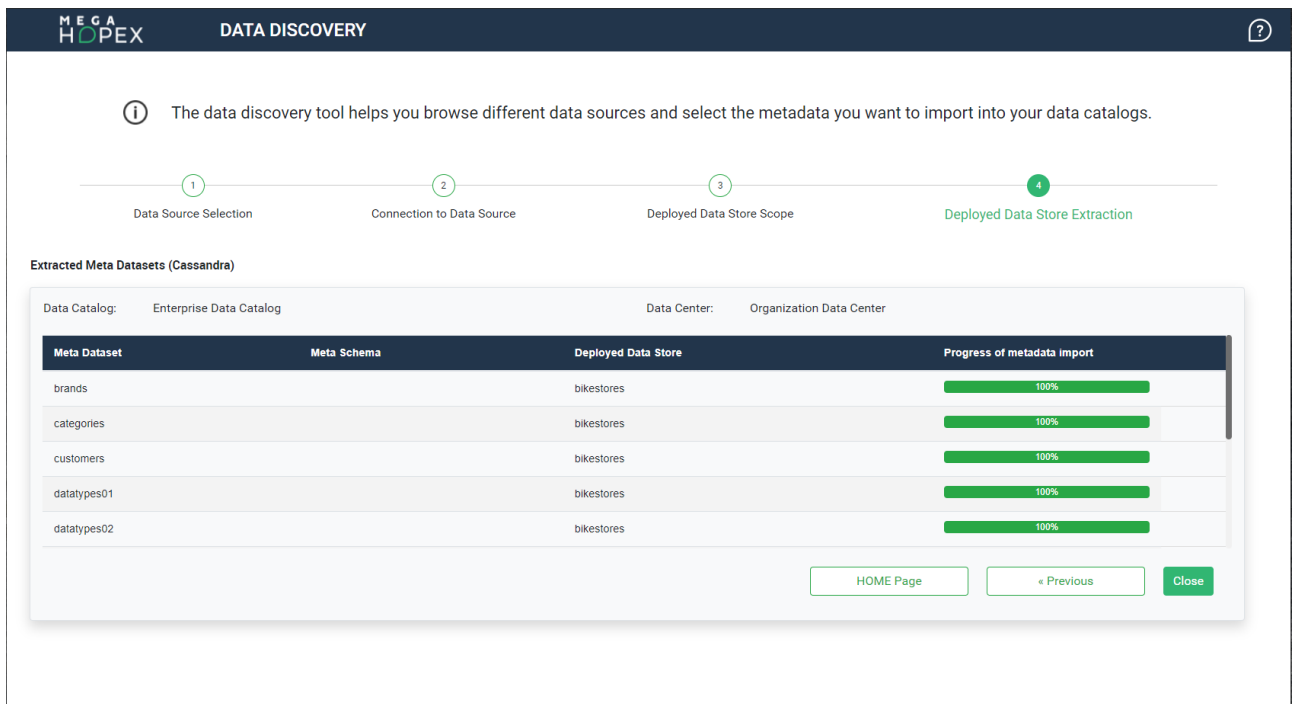 MEGA
HOPEX
DATA DISCOVERY
?
i
The data discovery tool helps you browse different data sources and select the metadata you want to import into your data catalogs.
1 2 3 4
Data Source Selection Connection to Data Source Deployed Data Store Scope Deployed Data Store Extraction
Extracted Meta Datasets (Cassandra)
Data Catalog: Enterprise Data Catalog Data Center: Organization Data Center
Meta Dataset Meta Schema Deployed Data Store Progress of metadata import
brands bikestores 100%
categories bikestores 100%
customers bikestores 100%
datatypes01 bikestores 100%
datatypes02 bikestores 100%
HOME Page « Previous Close